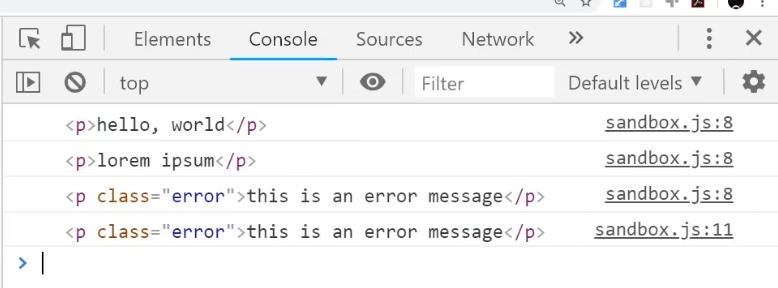 Elements Console Sources Network »
top ▼ Filter Default levels ▼
<p>hello, world</p> sandbox.js:8
<p>lorem ipsum</p> sandbox.js:8
<p class="error">this is an error message</p> sandbox.js:8
<p class="error">this is an error message</p> sandbox.js:11
>